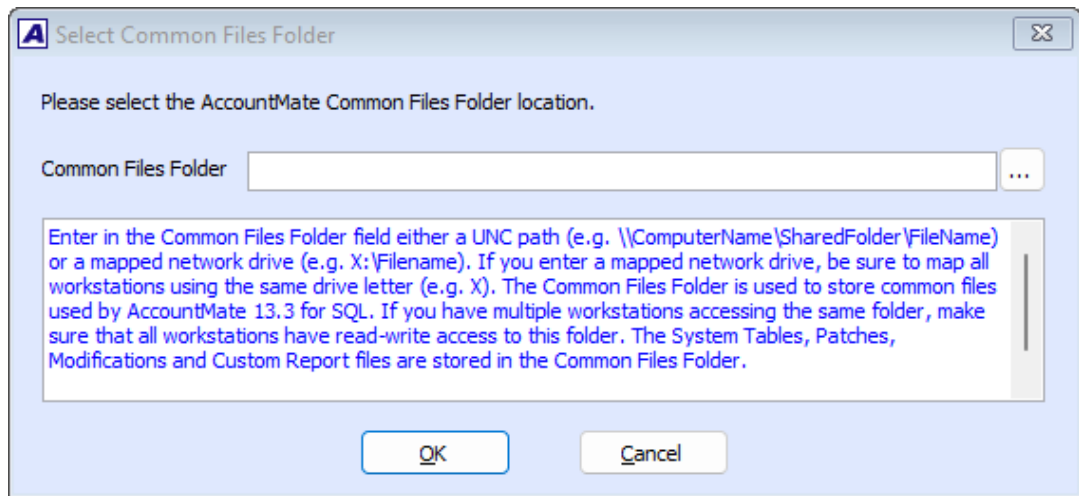 Select Common Files Folder
Please select the AccountMate Common Files Folder location.
Common Files Folder
...
Enter in the Common Files Folder field either a UNC path (e.g. \\ComputerName\SharedFolder\FileName)
or a mapped network drive (e.g. X:\Filename). If you enter a mapped network drive, be sure to map all
workstations using the same drive letter (e.g. X). The Common Files Folder is used to store common files
used by AccountMate 13.3 for SQL. If you have multiple workstations accessing the same folder, make
sure that all workstations have read-write access to this folder. The System Tables, Patches,
Modifications and Custom Report files are stored in the Common Files Folder.
OK Cancel